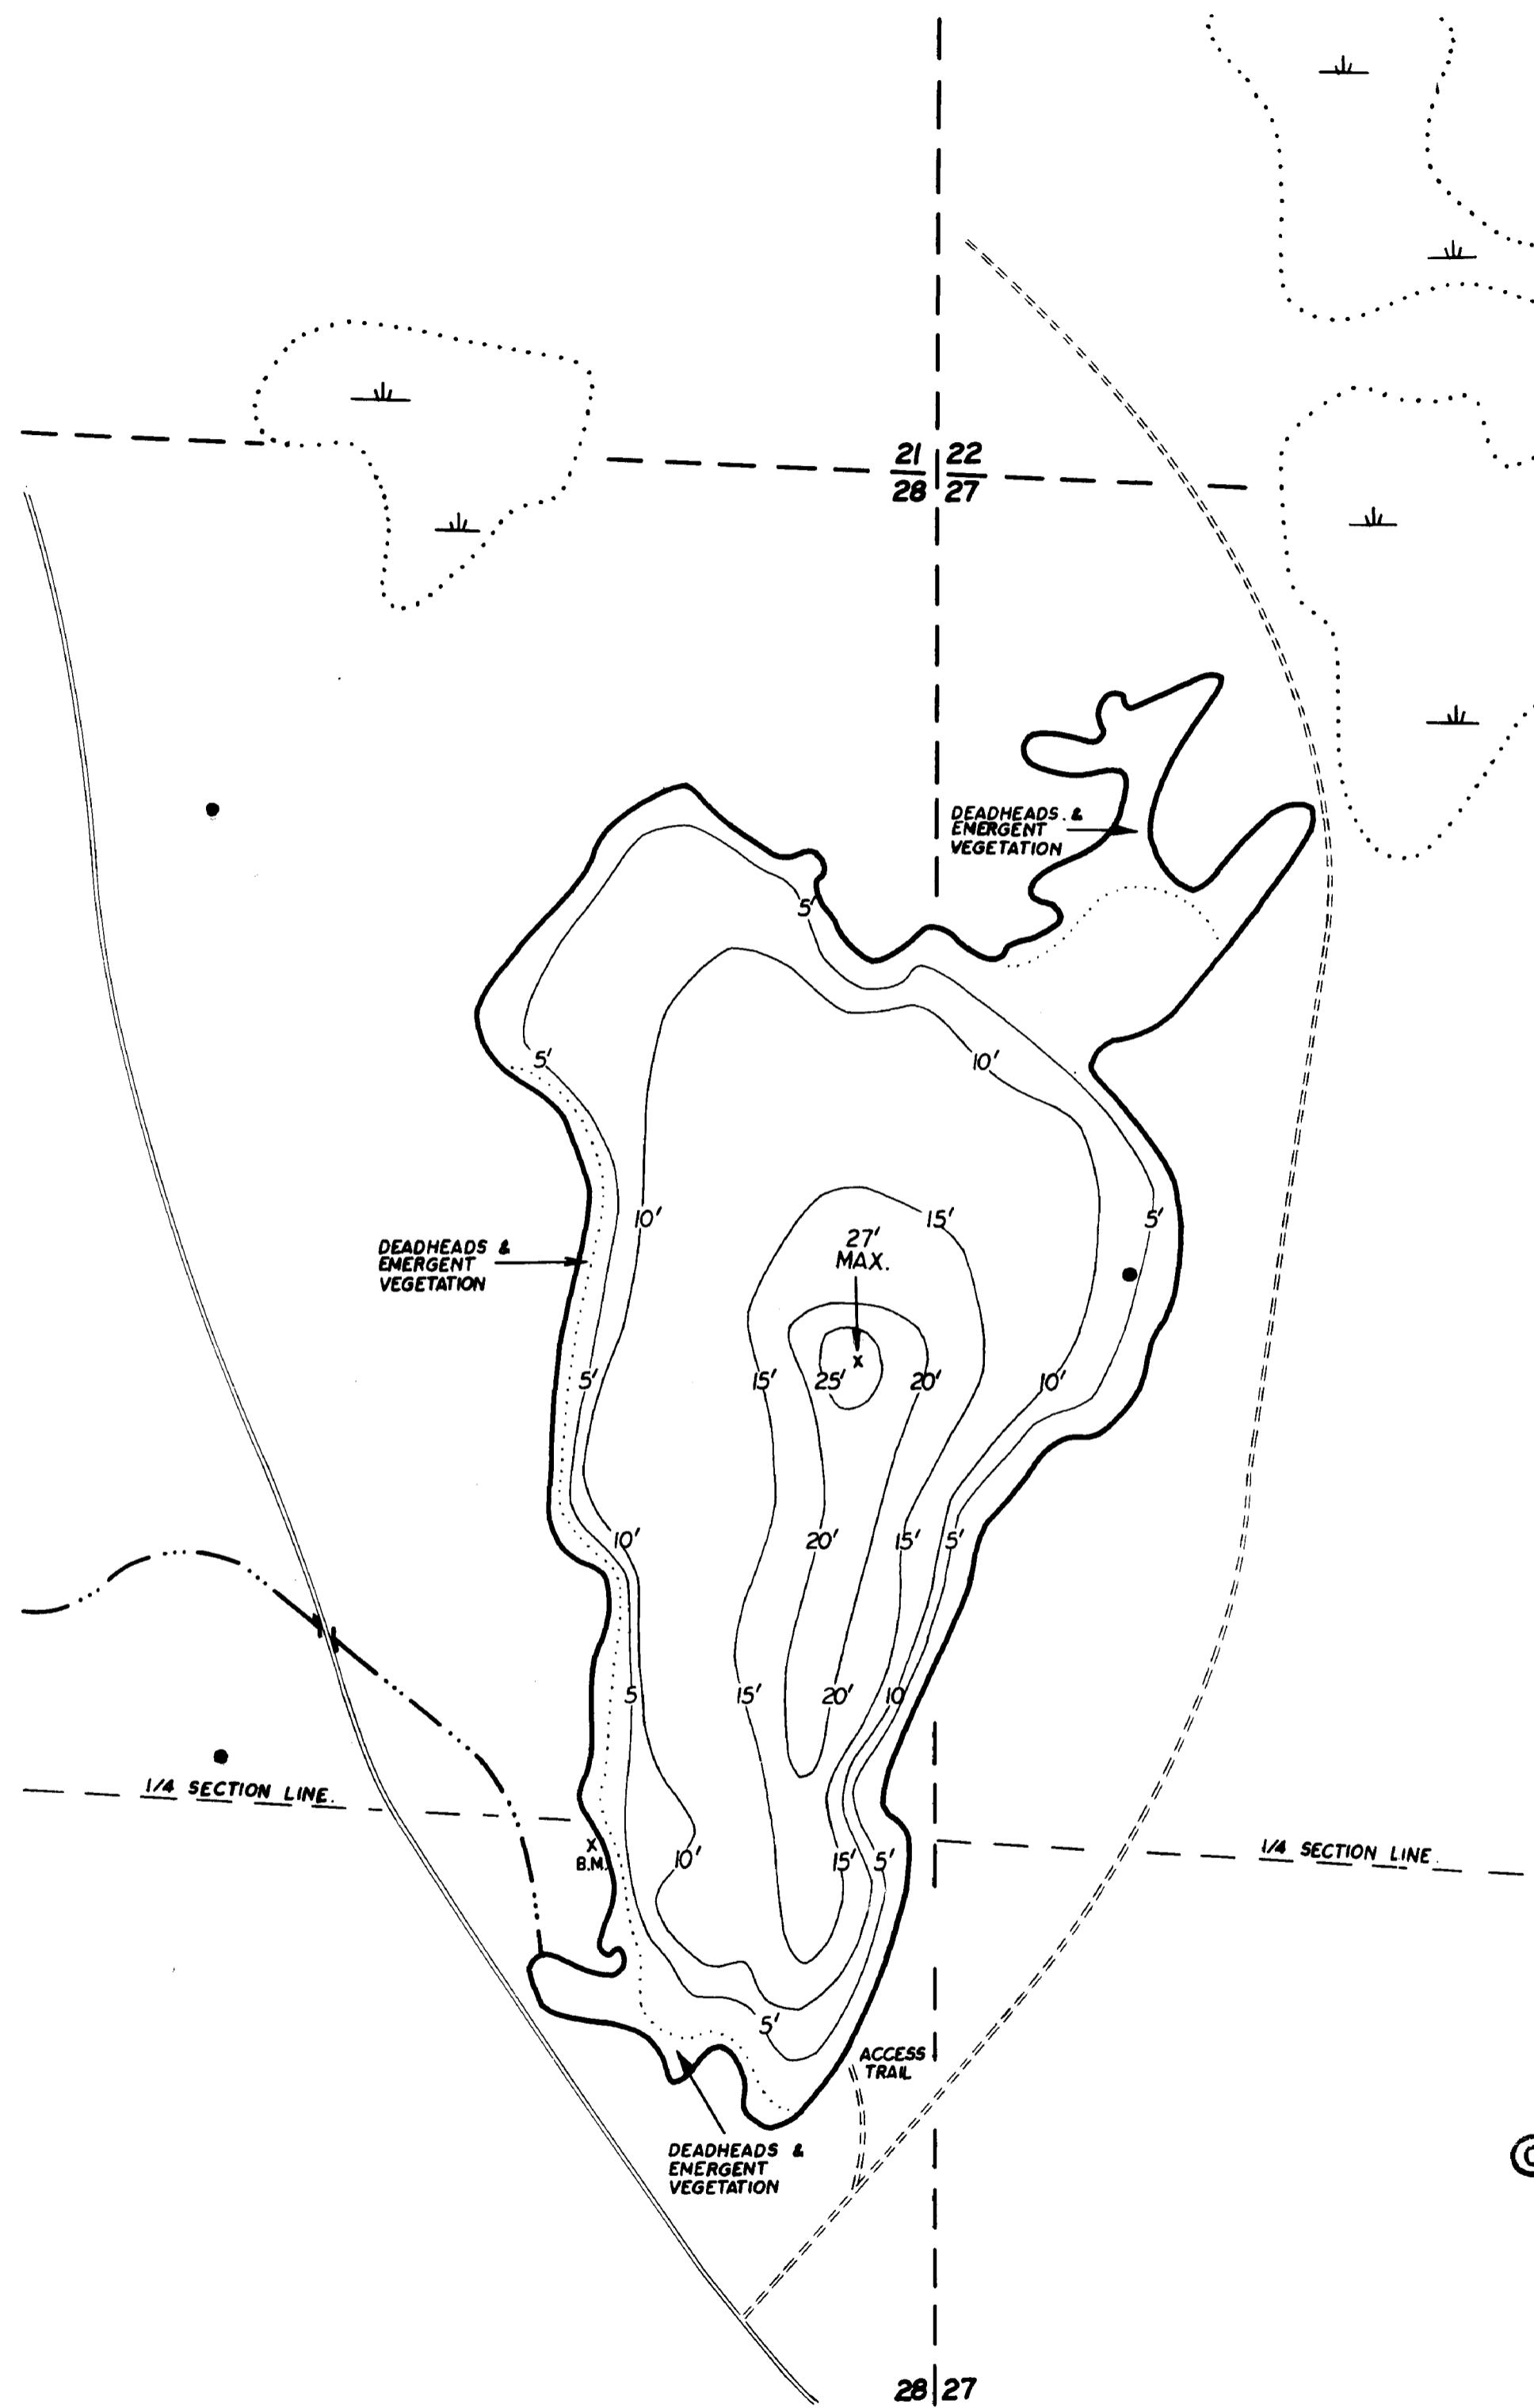 21 22
28 27
DEADHEADS. &
EMERGENT
VEGETATION
5'
5'
10'
10'
15'
5'
DEADHEADS &
EMERGENT
VEGETATION
27'
MAX.
X
5'
15'
25'
20'
10'
10'
20'
15'
5'
5
15'
20'
10
1/4 SECTION LINE.
X
B.M.
10'
15'
5'
1/4 SECTION LINE.
5'
ACCESS
TRAIL
DEADHEADS &
EMERGENT
VEGETATION
28 27